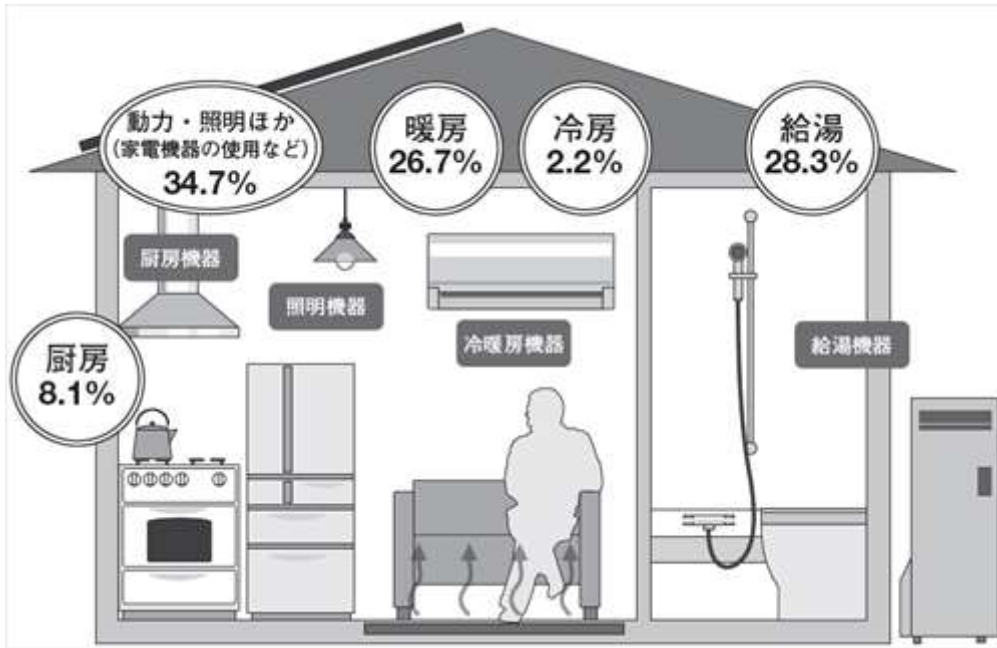 動力・照明ほか
(家電機器の使用など)
34.7%
暖房
26.7%
冷房
2.2%
給湯
28.3%
厨房機器
照明機器
冷暖房機器
給湯機器
厨房
8.1%